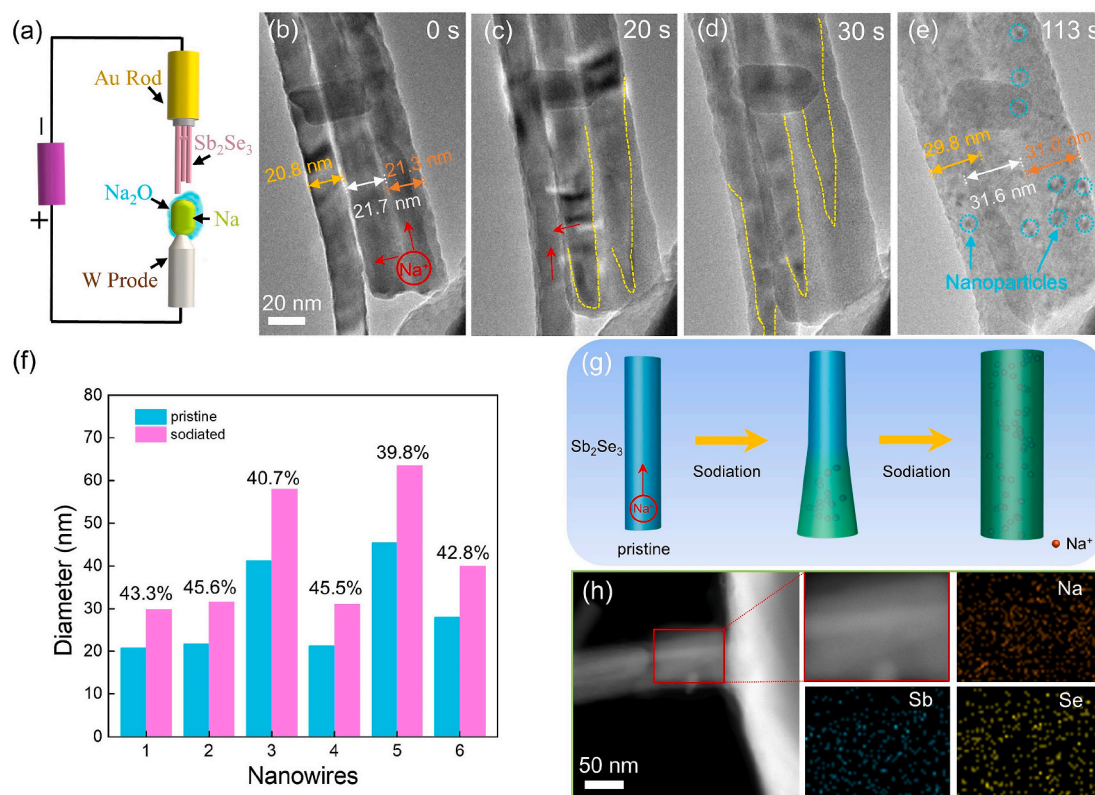 (a)
Au Rod
Sb₂Se₃
Na₂O
Na
W Prode
−
+
(b)
0 s
20.8 nm
21.3 nm
21.7 nm
Na⁺
20 nm
(c)
20 s
(d)
30 s
(e)
113 s
29.8 nm
31.0 nm
31.6 nm
Nanoparticles
(f)
Diameter (nm)
80
70
60
50
40
30
20
10
0
pristine
sodiated
43.3%
45.6%
40.7%
45.5%
39.8%
42.8%
1 2 3 4 5 6
Nanowires
(g)
Sb₂Se₃
Na⁺
pristine
Sodiation
Sodiation
Na⁺
(h)
50 nm
Na
Sb
Se